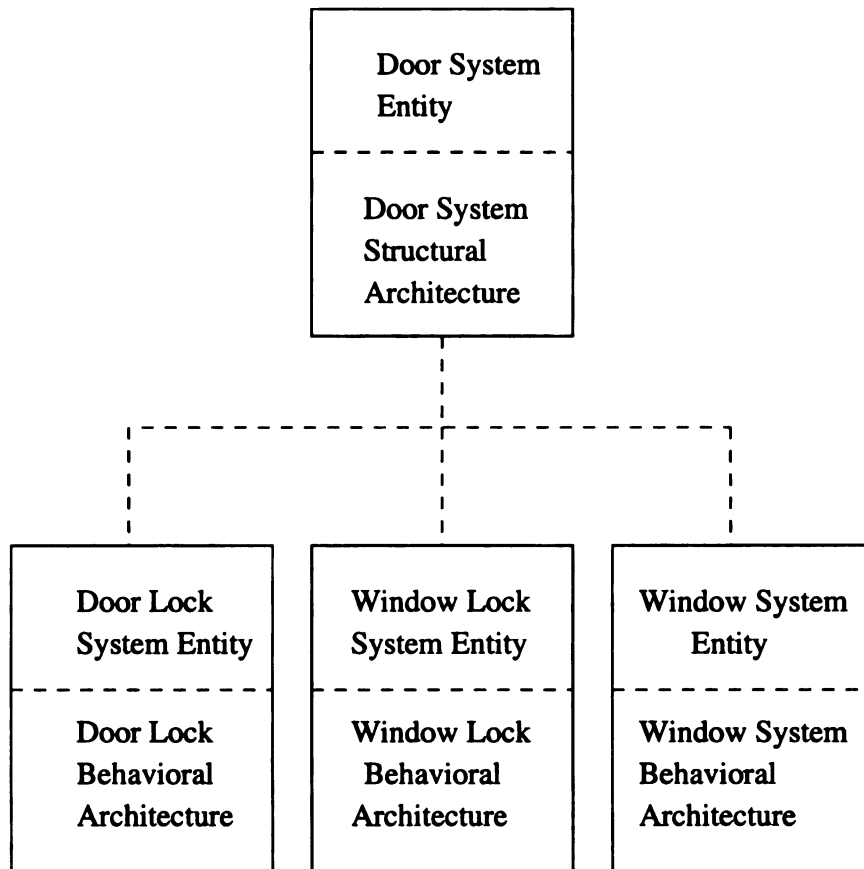 Door System
Entity
Door System
Structural
Architecture
Door Lock
System Entity
Door Lock
Behavioral
Architecture
Window Lock
System Entity
Window Lock
Behavioral
Architecture
Window System
Entity
Window System
Behavioral
Architecture